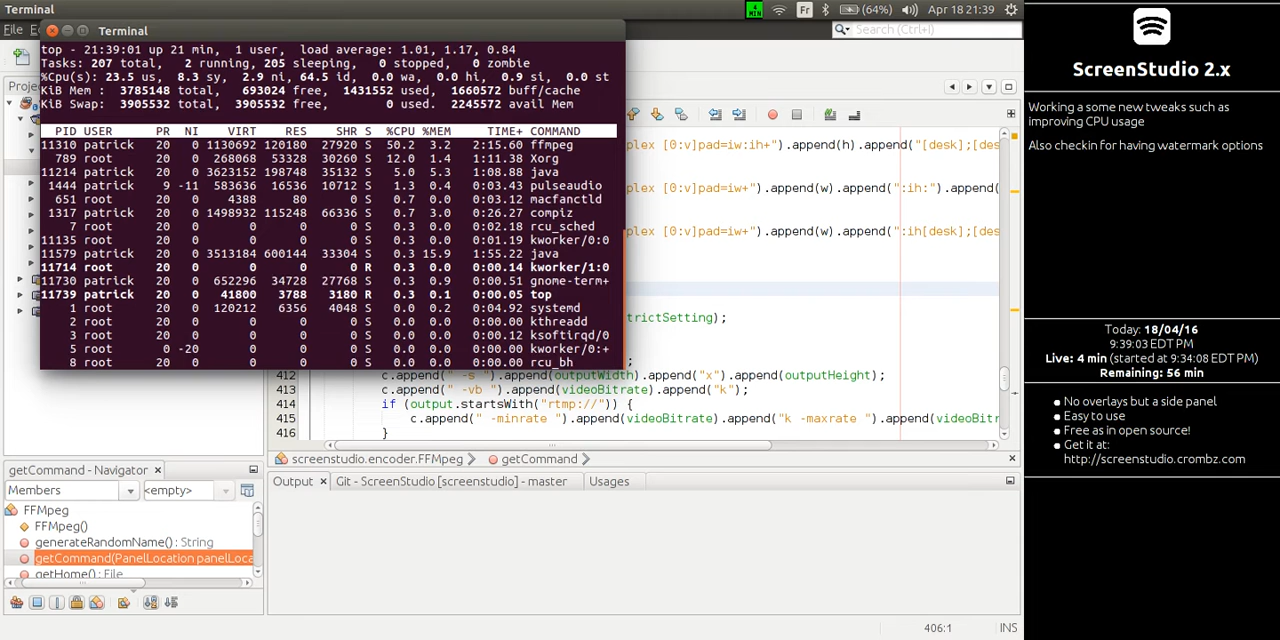 Terminal
4 MIN
Fr
(64%)
Apr 18 21:39
File
Terminal
Search (Ctrl+I)
top - 21:39:01 up 21 min, 1 user, load average: 1.01, 1.17, 0.84
Tasks: 207 total, 2 running, 205 sleeping, 0 stopped, 0 zombie
%Cpu(s): 23.5 us, 8.3 sy, 2.9 ni, 64.5 id, 0.0 wa, 0.0 hi, 0.9 si, 0.0 st
KiB Mem : 3785148 total, 693024 free, 1431552 used, 1660572 buff/cache
KiB Swap: 3905532 total, 3905532 free, 0 used. 2245572 avail Mem
PID USER PR NI VIRT RES SHR S %CPU %MEM TIME+ COMMAND
11310 patrick 20 0 1130692 120180 27920 S 50.2 3.2 2:15.60 ffmpeg
789 root 20 0 268068 53328 30260 S 12.0 1.4 1:11.38 Xorg
11214 patrick 20 0 3623152 198748 35132 S 5.0 5.3 1:08.88 java
1444 patrick 9 -11 583636 16536 10712 S 1.3 0.4 0:03.43 pulseaudio
651 root 20 0 4388 80 0 S 0.7 0.0 0:03.12 macfanctld
1317 patrick 20 0 1498932 115248 66336 S 0.7 3.0 0:26.27 compiz
7 root 20 0 0 0 0 S 0.3 0.0 0:02.18 rcu_sched
11135 root 20 0 0 0 0 S 0.3 0.0 0:01.19 kworker/0:0
11579 patrick 20 0 3513184 600144 33304 S 0.3 15.9 1:55.22 java
11714 root 20 0 0 0 0 R 0.3 0.0 0:00.14 kworker/1:0
11730 patrick 20 0 652296 34728 27768 S 0.3 0.9 0:00.51 gnome-term+
11739 patrick 20 0 41800 3788 3180 R 0.3 0.1 0:00.05 top
1 root 20 0 120212 6356 4048 S 0.0 0.2 0:04.92 systemd
2 root 20 0 0 0 0 S 0.0 0.0 0:00.00 kthreadd
3 root 20 0 0 0 0 S 0.0 0.0 0:00.12 ksoftirqd/0
5 root 0 -20 0 0 0 S 0.0 0.0 0:00.00 kworker/0:+
8 root 20 0 0 0 0 S 0.0 0.0 0:00.00 rcu_bh
plex [0:v]pad=iw:ih+").append(h).append("[desk];[des
plex [0:v]pad=iw+").append(w).append(":ih:").append(
plex [0:v]pad=iw+").append(w).append(":ih[desk];[des
trictSetting);
412 c.append(" -s ").append(outputWidth).append("x").append(outputHeight);
413 c.append(" -vb ").append(videoBitrate).append("k");
414 if (output.startsWith("rtmp://")) {
415 c.append(" -minrate ").append(videoBitrate).append("k -maxrate ").append(videoBitr
416 }
screenstudio.encoder.FFMpeg
getCommand
getCommand - Navigator
Members
<empty>
FFMpeg
FFMpeg()
generateRandomName() : String
getCommand(PanelLocation panelLoca
getHome() : File
Output
Git - ScreenStudio [screenstudio] - master
Usages
406:1
INS
ScreenStudio 2.x
Working a some new tweaks such as
improving CPU usage
Also checkin for having watermark options
Today: 18/04/16
9:39:03 EDT PM
Live: 4 min (started at 9:34:08 EDT PM)
Remaining: 56 min
No overlays but a side panel
Easy to use
Free as in open source!
Get it at:
http://screenstudio.crombz.com